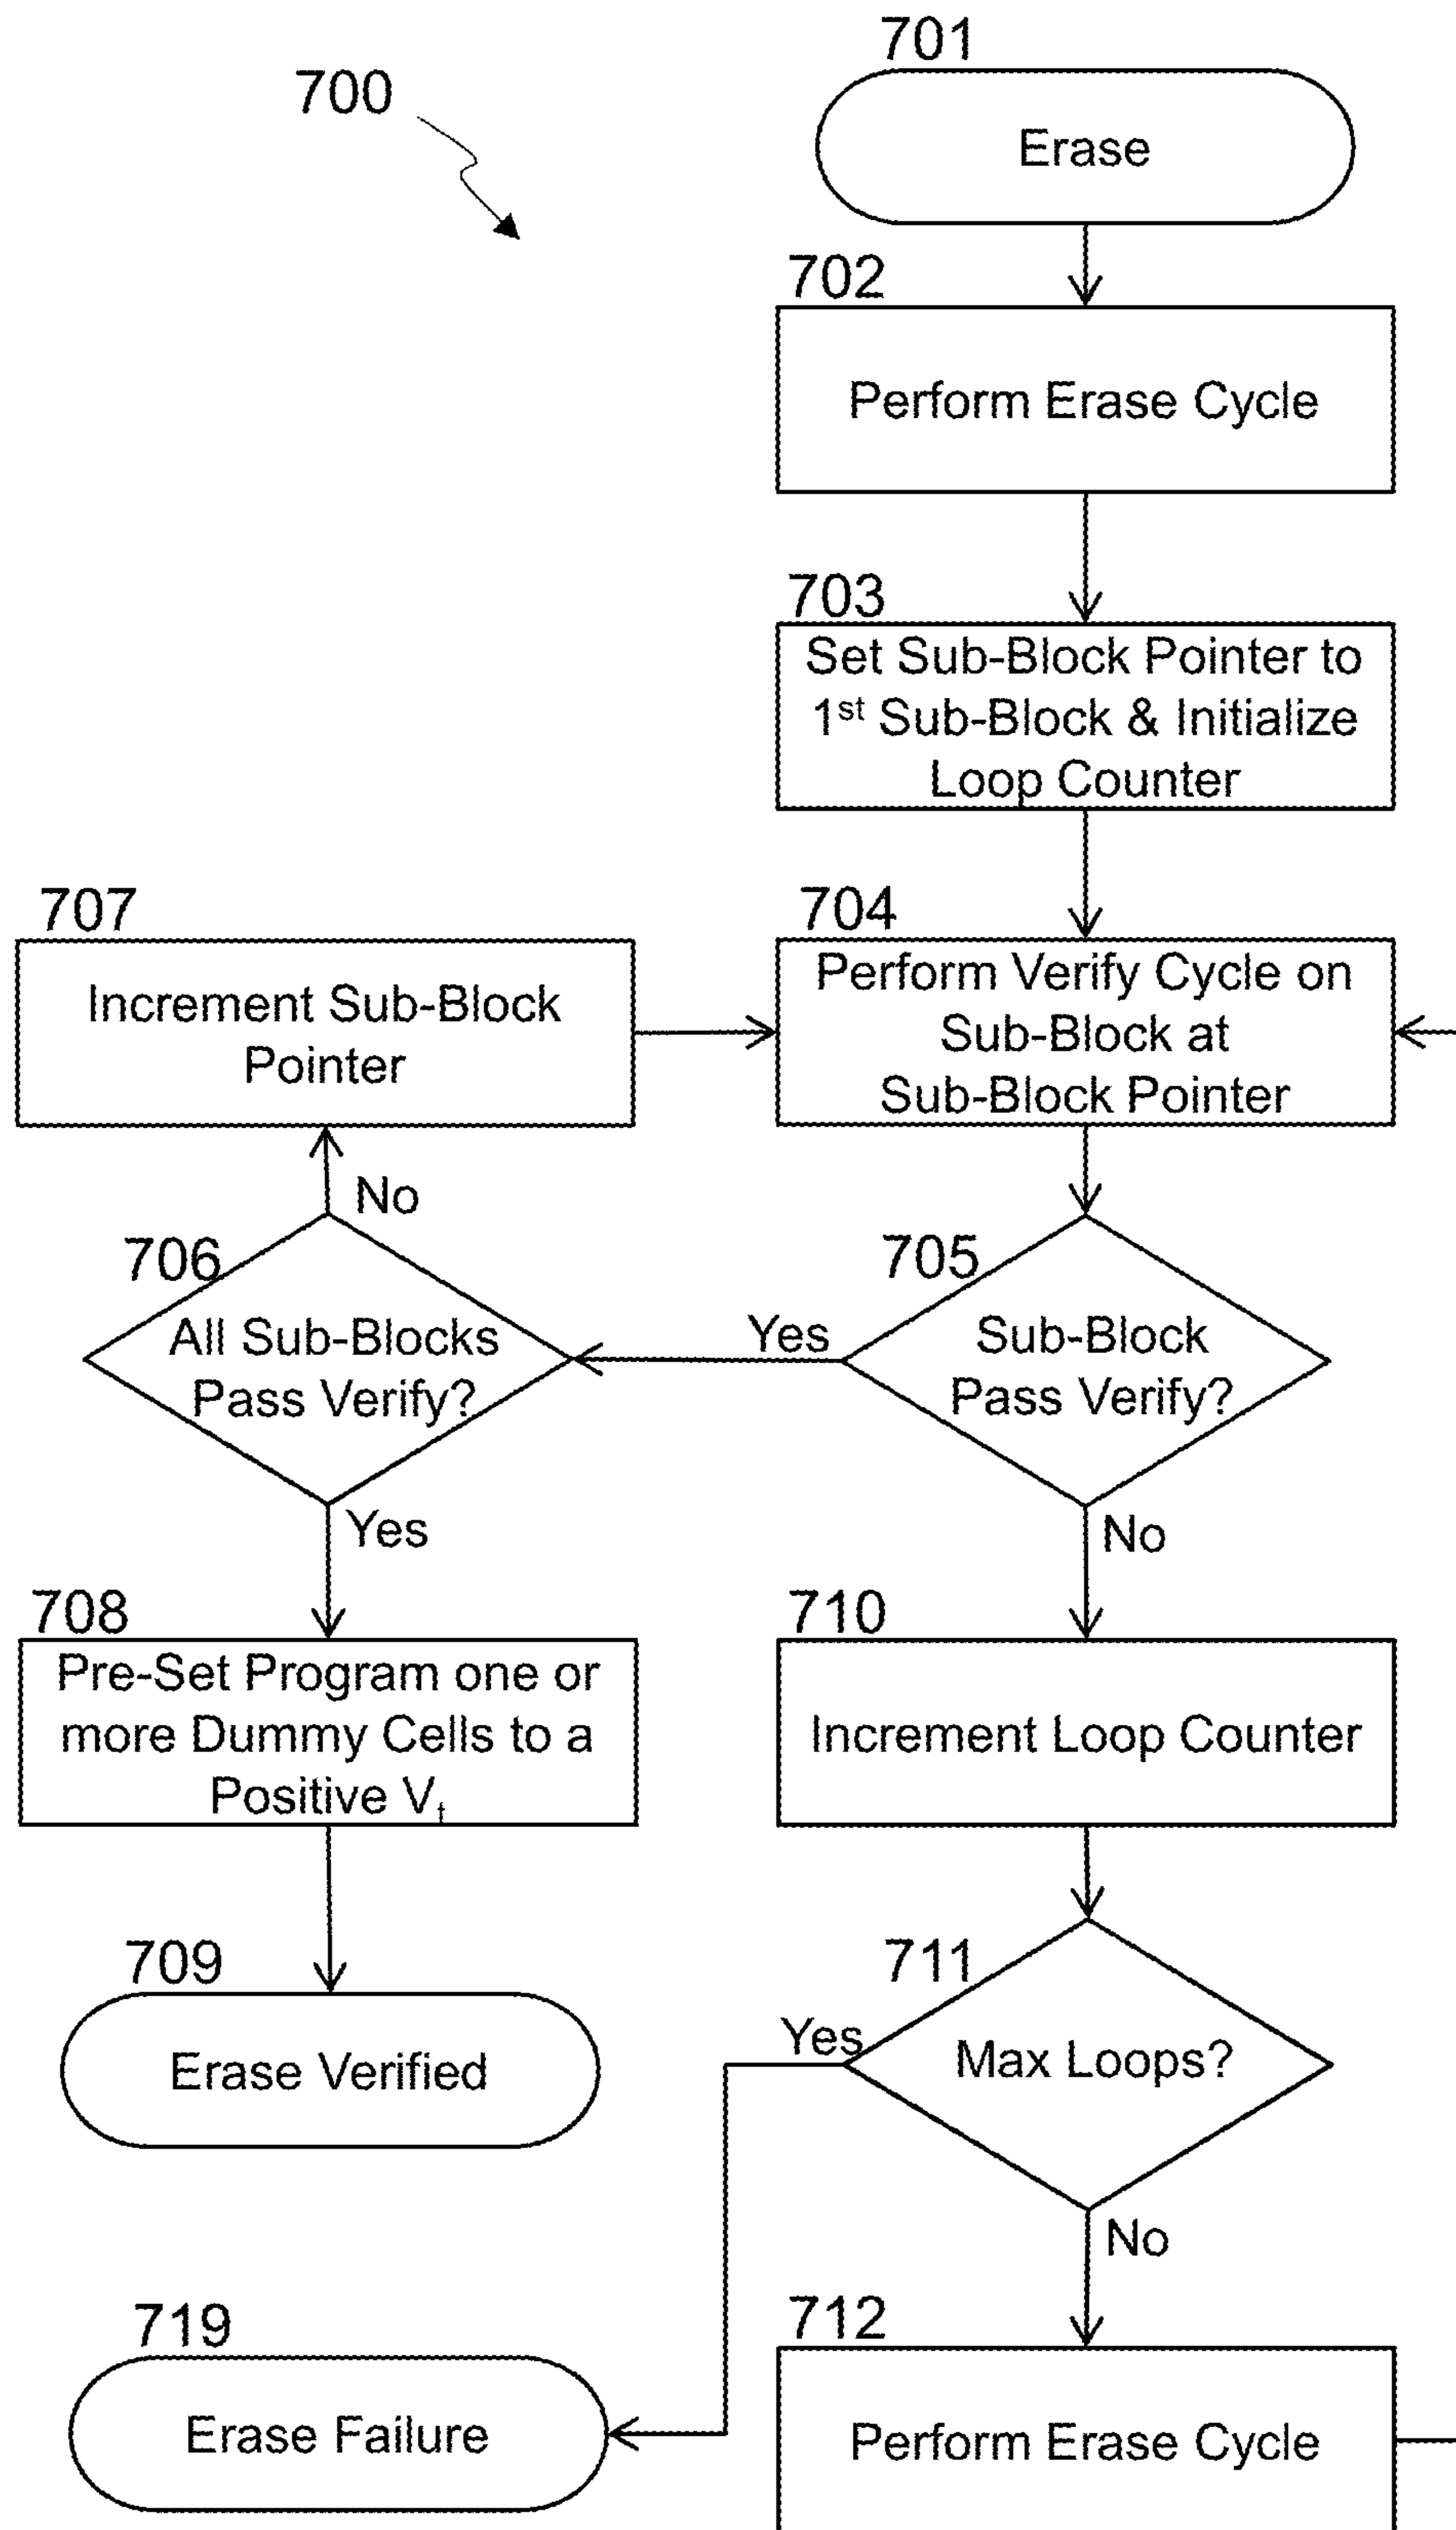 700
701
Erase
702
Perform Erase Cycle
703
Set Sub-Block Pointer to
1st Sub-Block & Initialize
Loop Counter
707
Increment Sub-Block
Pointer
704
Perform Verify Cycle on
Sub-Block at
Sub-Block Pointer
No
706
All Sub-Blocks
Pass Verify?
Yes
705
Sub-Block
Pass Verify?
Yes
No
708
Pre-Set Program one or
more Dummy Cells to a
Positive Vt
710
Increment Loop Counter
709
Erase Verified
711
Yes
Max Loops?
No
719
Erase Failure
712
Perform Erase Cycle